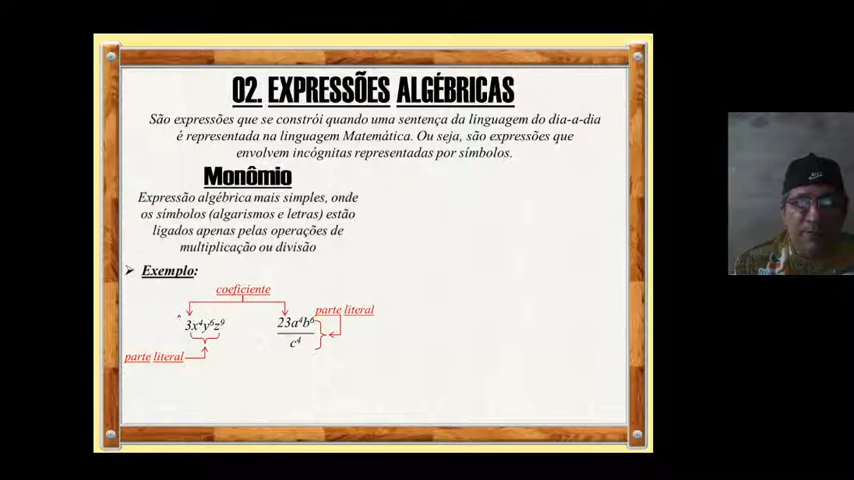 02. EXPRESSÕES ALGÉBRICAS
São expressões que se constrói quando uma sentença da linguagem do dia-a-dia
é representada na linguagem Matemática. Ou seja, são expressões que
envolvem incógnitas representadas por símbolos.
Monômio
Expressão algébrica mais simples, onde
os símbolos (algarismos e letras) estão
ligados apenas pelas operações de
multiplicação ou divisão
➢ Exemplo:
coeficiente
parte literal
3x⁴y⁶z⁹
23a⁴b⁶
c⁴
parte literal